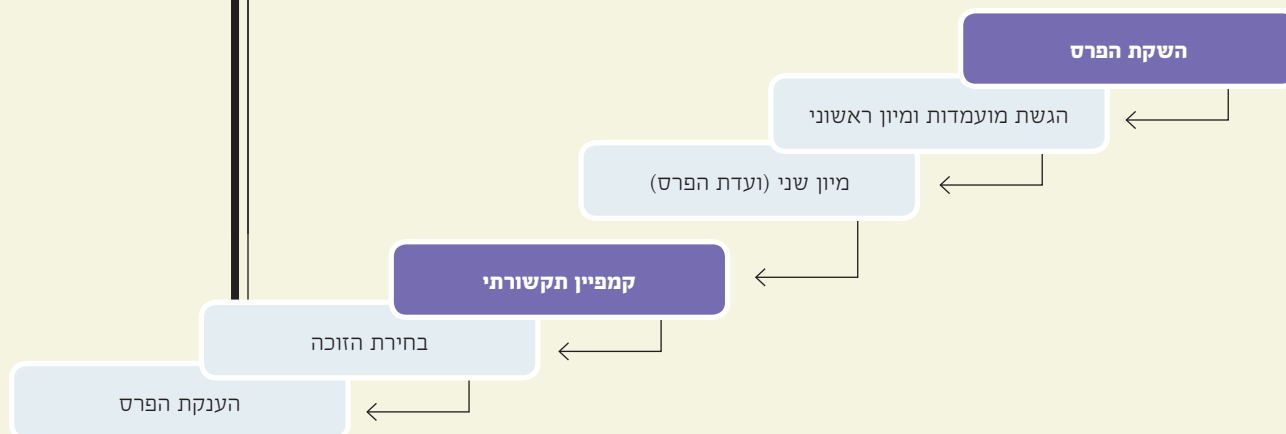 השקת הפרס
הגשת מועמדות ומיון ראשוני
מיון שני (ועדת הפרס)
קמפיין תקשורתי
בחירת הזוכה
הענקת הפרס